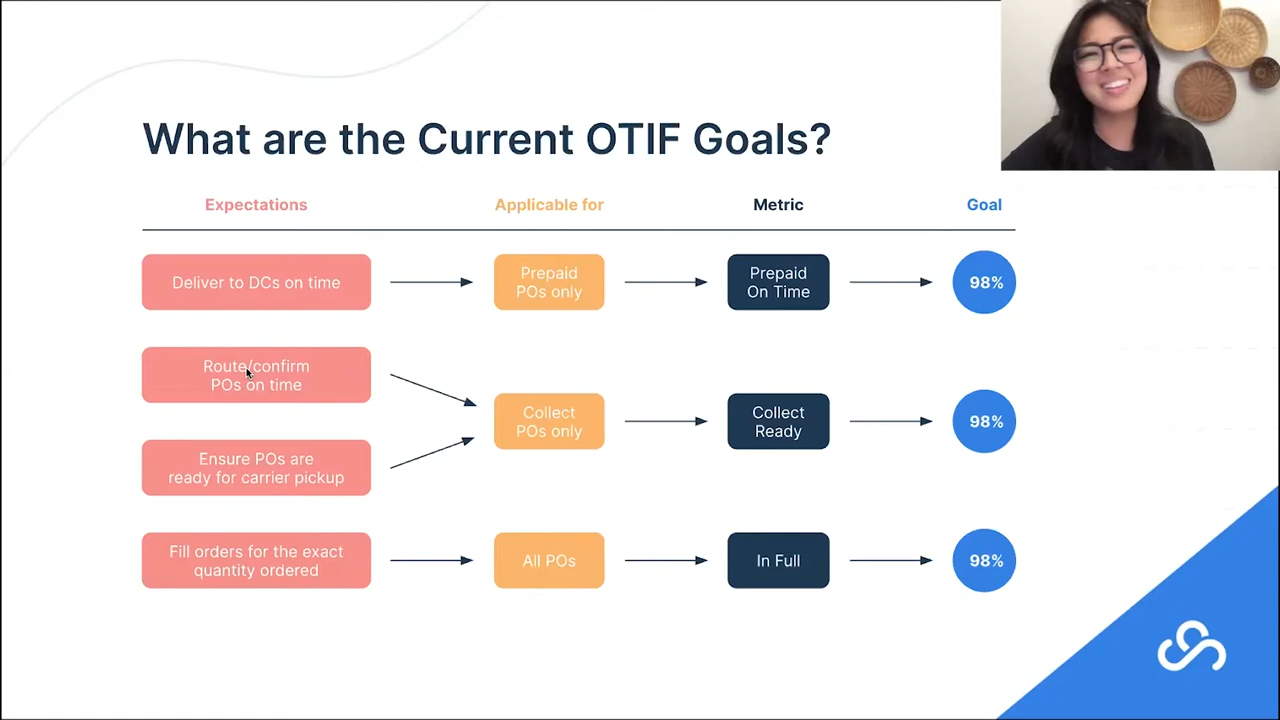 What are the Current OTIF Goals?
Expectations
Applicable for
Metric
Goal
Deliver to DCs on time
Prepaid
POs only
Prepaid
On Time
98%
Route/confirm
POs on time
Ensure POs are
ready for carrier pickup
Collect
POs only
Collect
Ready
98%
Fill orders for the exact
quantity ordered
All POs
In Full
98%